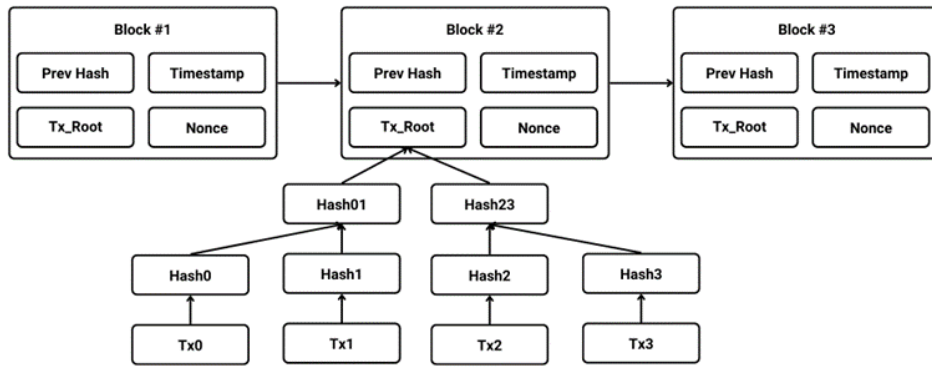 Block #1
Prev Hash
Timestamp
Tx_Root
Nonce
Block #2
Prev Hash
Timestamp
Tx_Root
Nonce
Block #3
Prev Hash
Timestamp
Tx_Root
Nonce
Hash01
Hash23
Hash0
Hash1
Hash2
Hash3
Tx0
Tx1
Tx2
Tx3